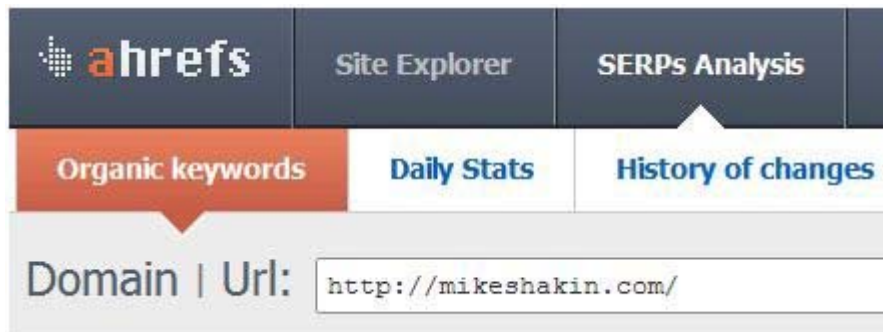 ahrefs Site Explorer SERPs Analysis
Organic keywords Daily Stats History of changes
Domain | Url: http://mikeshakin.com/